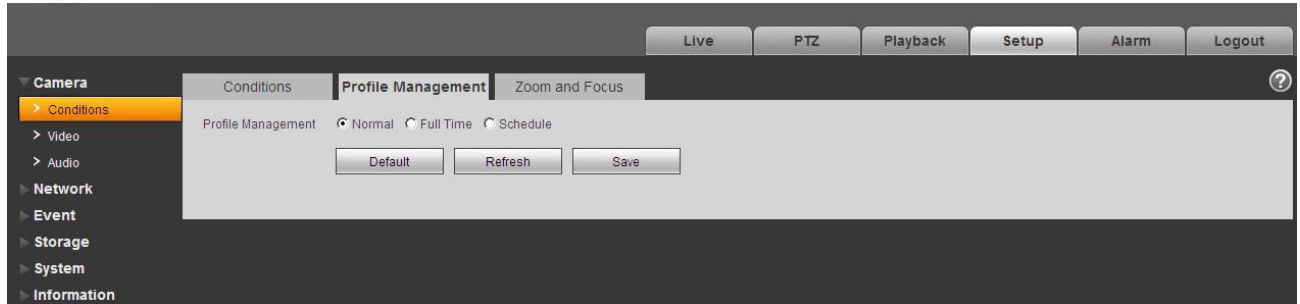 Live PTZ Playback Setup Alarm Logout
Camera
Conditions Profile Management Zoom and Focus ?
> Conditions
Profile Management Normal Full Time Schedule
> Video
Default Refresh Save
> Audio
Network
Event
Storage
System
Information